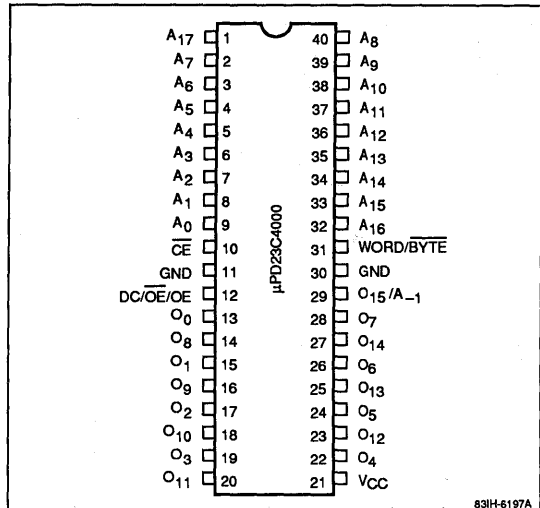 A17 1 40 A8
A7 2 39 A9
A6 3 38 A10
A5 4 37 A11
A4 5 36 A12
A3 6 35 A13
A2 7 34 A14
A1 8 33 A15
A0 9 32 A16
C̅E̅ 10 31 WORD/B̅Y̅T̅E̅
GND 11 30 GND
DC/O̅E̅/OE 12 29 O15/A−1
O0 13 28 O7
O8 14 27 O14
O1 15 26 O6
O9 16 25 O13
O2 17 24 O5
O10 18 23 O12
O3 19 22 O4
O11 20 21 VCC
μPD23C4000
83IH-6197A